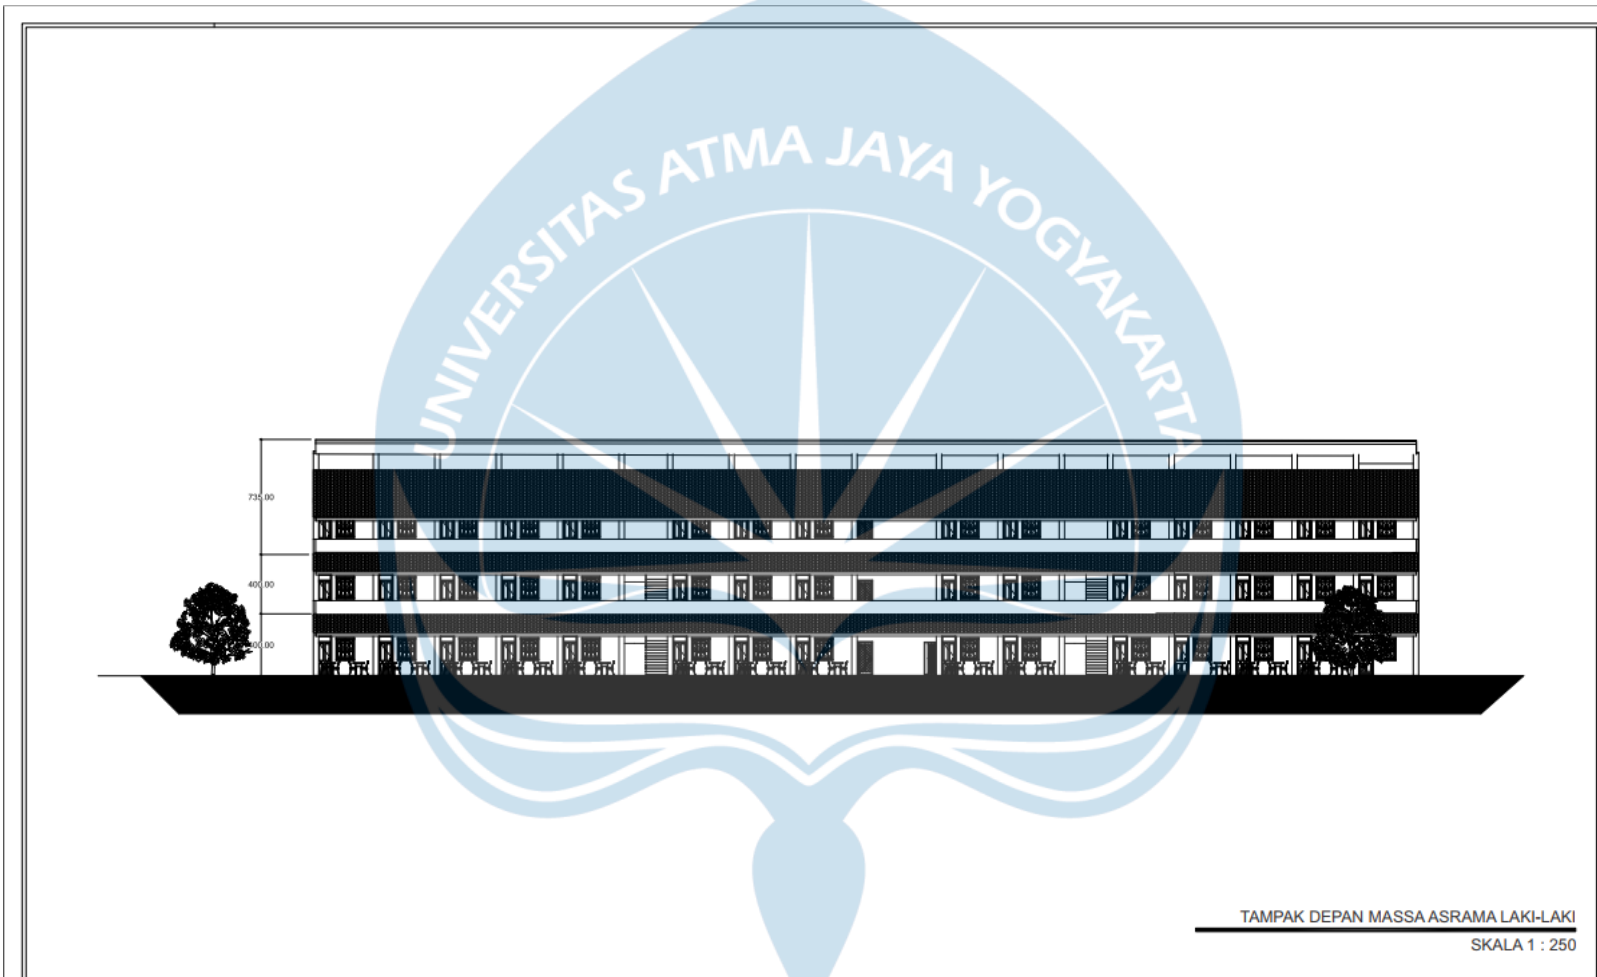 UNIVERSITAS ATMA JAYA YOGYAKARTA
735.00
400.00
TAMPAK DEPAN MASSA ASRAMA LAKI-LAKI
SKALA 1 : 250